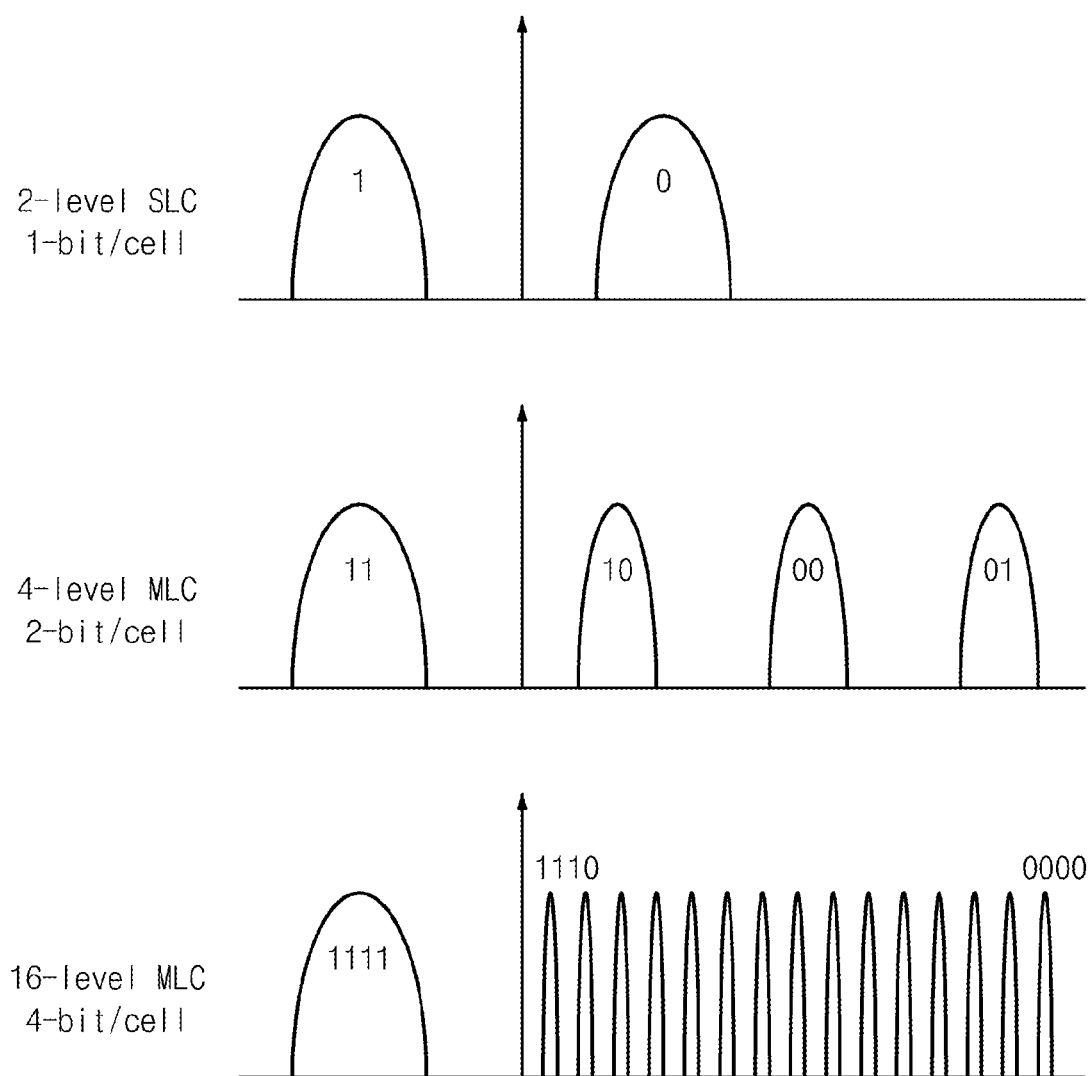 1
0
2-level SLC
1-bit/cell
11
10
00
01
4-level MLC
2-bit/cell
1110
0000
1111
16-level MLC
4-bit/cell